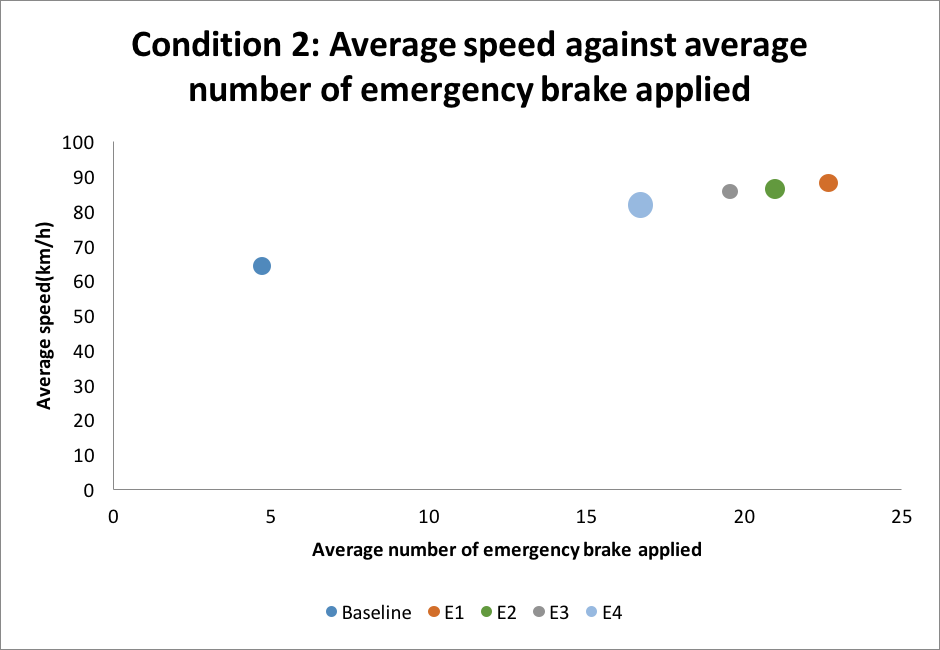 Condition 2: Average speed against average
number of emergency brake applied
100
90
80
70
60
50
40
30
20
10
0
Average speed(km/h)
0 5 10 15 20 25
Average number of emergency brake applied
Baseline E1 E2 E3 E4